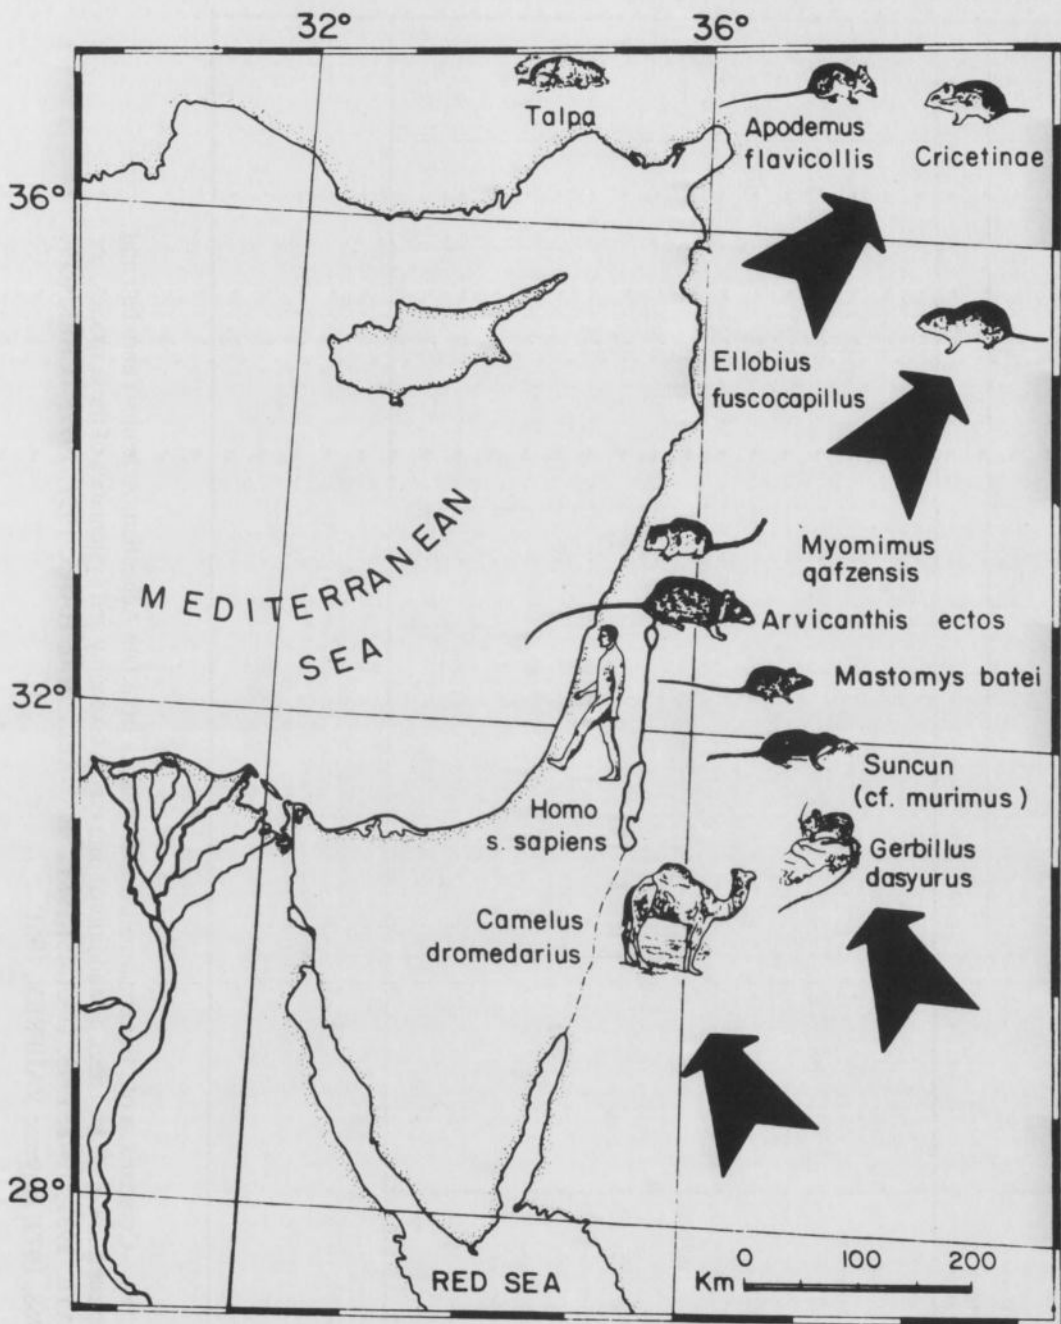 32°
36°
Talpa
Apodemus
flavicollis
Cricetinae
36°
Ellobius
fuscocapillus
MEDITERRANEAN
SEA
Myomimus
qafzensis
Arvicanthis ectos
Mastomys batei
32°
Suncun
(cf. murimus)
Homo
s. sapiens
Gerbillus
dasyurus
Camelus
dromedarius
28°
RED SEA
0 100 200
Km